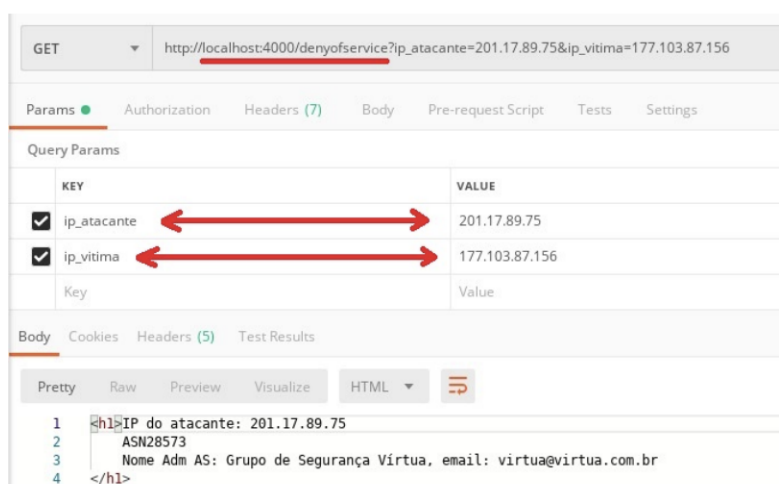 GET http://localhost:4000/denyofservice?ip_atacante=201.17.89.75&ip_vitima=177.103.87.156
Params Authorization Headers (7) Body Pre-request Script Tests Settings
Query Params
KEY VALUE
ip_atacante 201.17.89.75
ip_vitima 177.103.87.156
Key Value
Body Cookies Headers (5) Test Results
Pretty Raw Preview Visualize HTML
1 <h1>IP do atacante: 201.17.89.75
2 ASN28573
3 Nome Adm AS: Grupo de Segurança Vírtua, email: virtua@virtua.com.br
4 </h1>